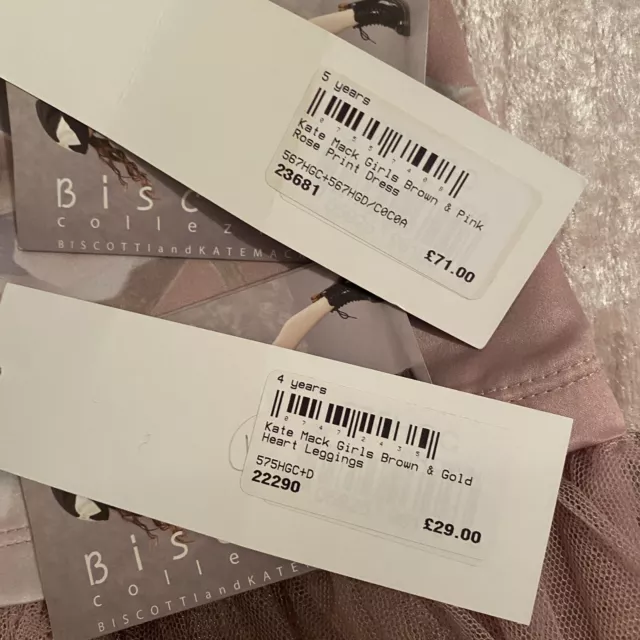 5 years
Kate Mack Girls Brown & Pink
Rose Print Dress
567HGC+567HGD/C0C0A
23681
£71.00
Bisc
collez
BISCOTTIandKATEMAC
4 years
Kate Mack Girls Brown & Gold
Heart Leggings
575HGC+D
22290
£29.00
Bisc
colle
BISCOTTIandKATE